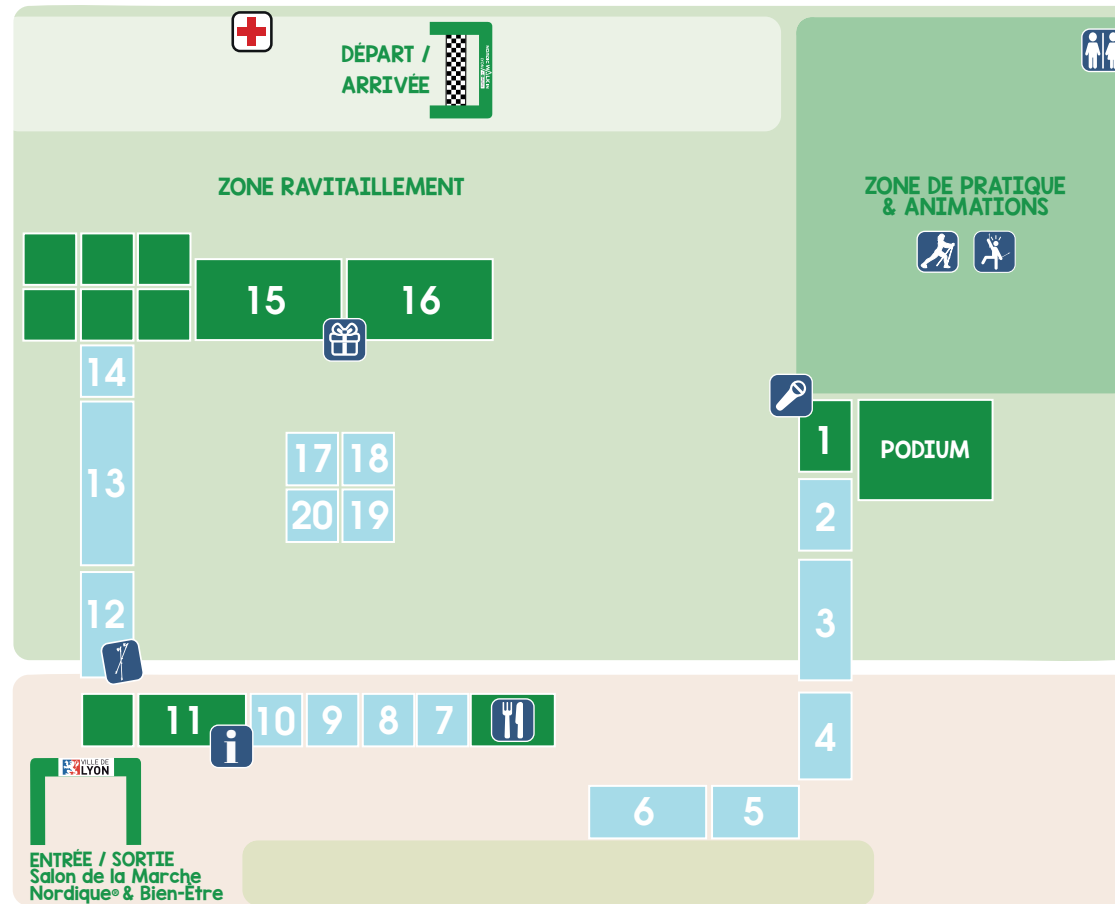 DÉPART /
ARRIVÉE
ZONE RAVITAILLEMENT
ZONE DE PRATIQUE
& ANIMATIONS
15
16
14
13
17
18
20
19
12
1
PODIUM
2
3
4
11
10
9
8
7
i
6
5
VILLE DE
LYON
ENTRÉE / SORTIE
Salon de la Marche
Nordique® & Bien-Être